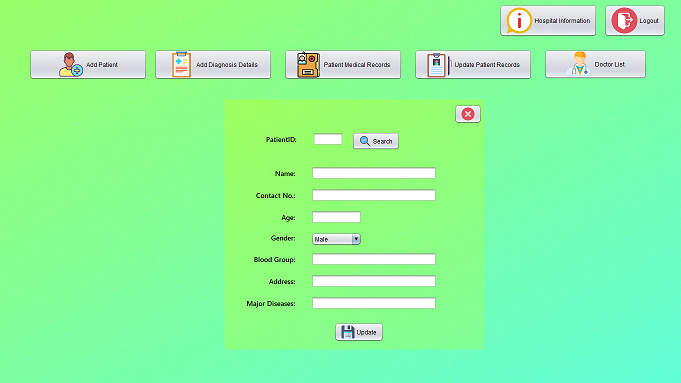 Hospital Information
Logout
Add Patient
Add Diagnosis Details
Patient Medical Records
Update Patient Records
Doctor List
PatientID:
Search
Name:
Contact No.:
Age:
Gender:
Male
Blood Group:
Address:
Major Diseases:
Update